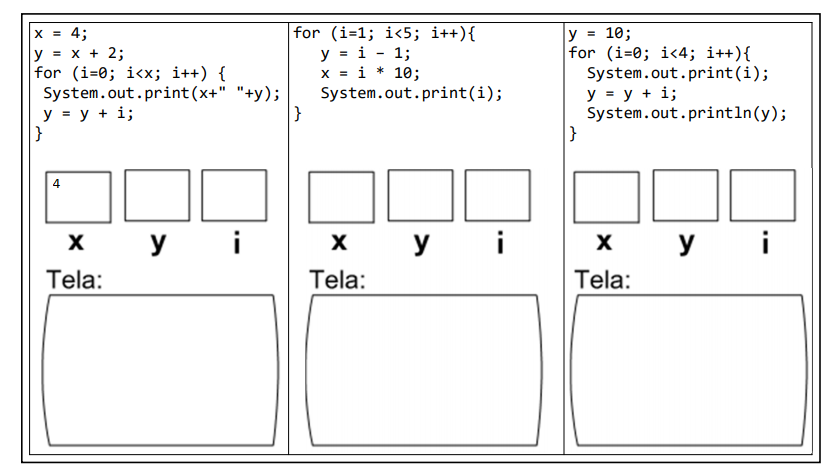 x = 4;
y = x + 2;
for (i=0; i<x; i++) {
System.out.print(x+" "+y);
y = y + i;
}
4
x y i
Tela:
for (i=1; i<5; i++){
y = i – 1;
x = i * 10;
System.out.print(i);
}
x y i
Tela:
y = 10;
for (i=0; i<4; i++){
System.out.print(i);
y = y + i;
System.out.println(y);
}
x y i
Tela: